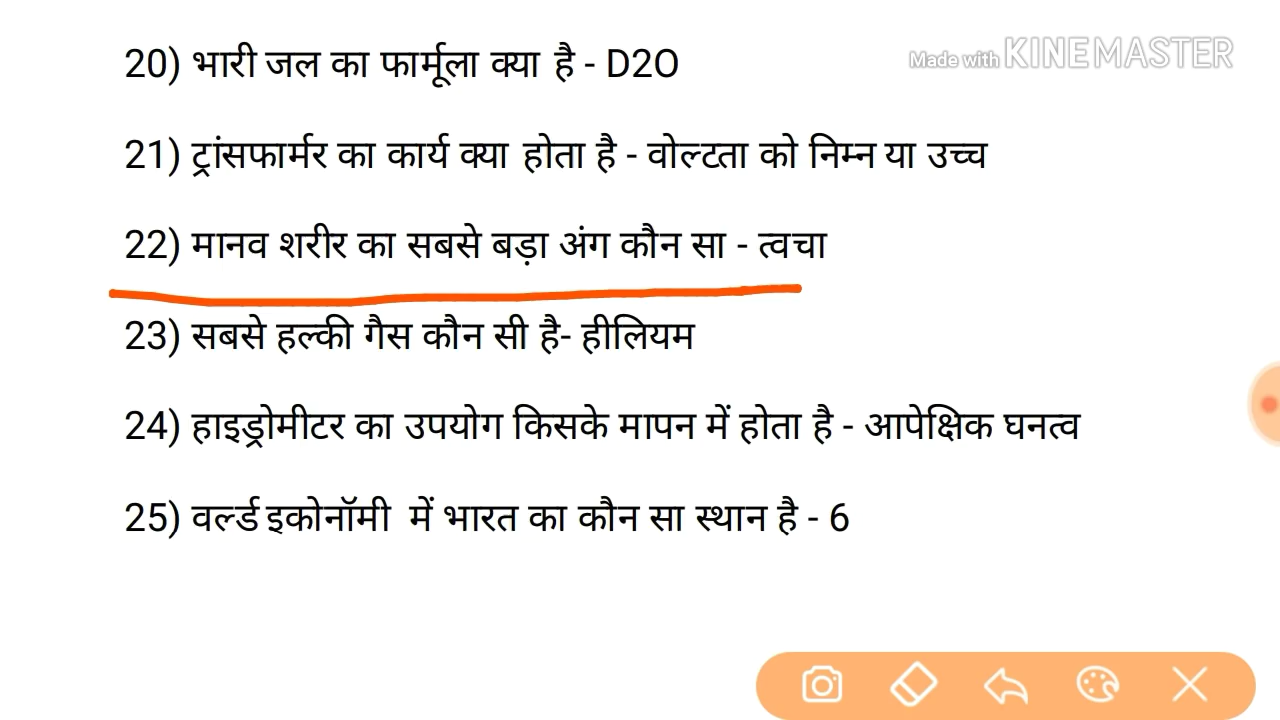 20) भारी जल का फार्मूला क्या है - D2O
Made with KINEMASTER
21) ट्रांसफार्मर का कार्य क्या होता है - वोल्टता को निम्न या उच्च
22) मानव शरीर का सबसे बड़ा अंग कौन सा - त्वचा
23) सबसे हल्की गैस कौन सी है- हीलियम
24) हाइड्रोमीटर का उपयोग किसके मापन में होता है - आपेक्षिक घनत्व
25) वर्ल्ड इकोनॉमी में भारत का कौन सा स्थान है - 6